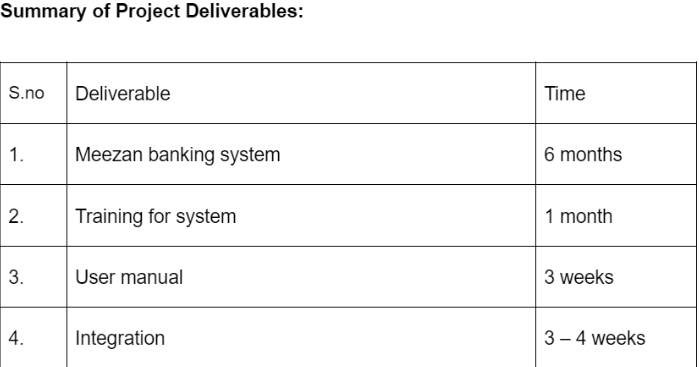 Summary of Project Deliverables:
S.no Deliverable Time
1. Meezan banking system 6 months
2. Training for system 1 month
3. User manual 3 weeks
4. Integration 3 – 4 weeks